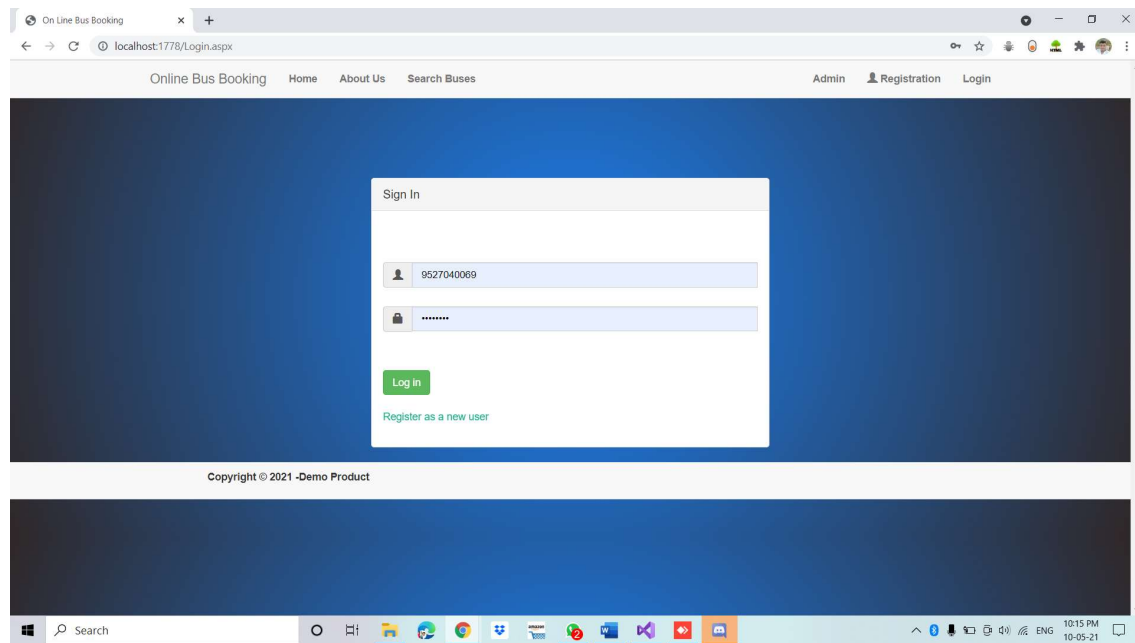 On Line Bus Booking
localhost:1778/Login.aspx
Online Bus Booking Home About Us Search Buses Admin Registration Login
Sign In
9527040069
••••••••
Log in
Register as a new user
Copyright © 2021 -Demo Product
Search
2
ENG
10:15 PM
10-05-21